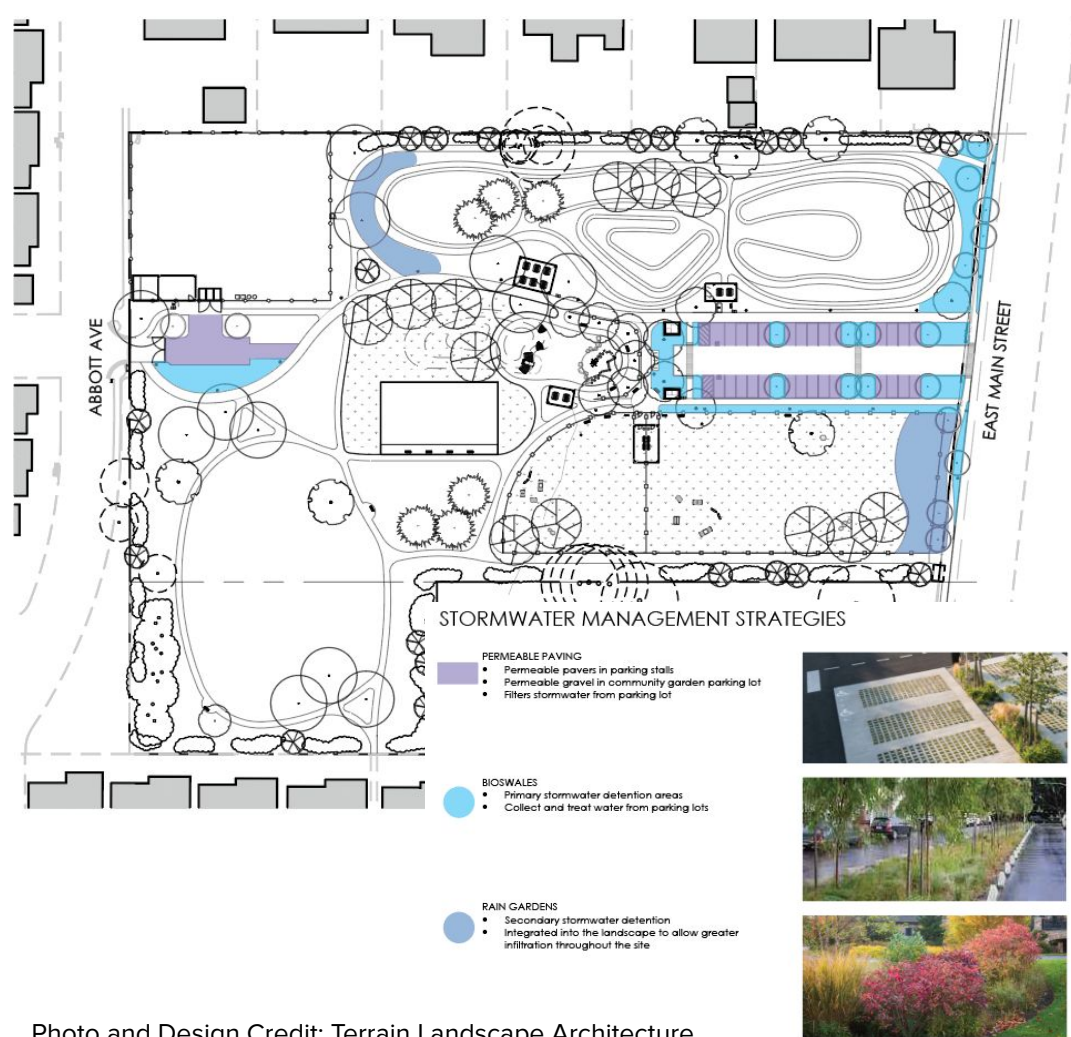 ABBOTT AVE
EAST MAIN STREET
STORMWATER MANAGEMENT STRATEGIES
PERMEABLE PAVING
• Permeable pavers in parking stalls
• Permeable gravel in community garden parking lot
• Filters stormwater from parking lot
BIOSWALES
• Primary stormwater detention areas
• Collect and treat water from parking lots
RAIN GARDENS
• Secondary stormwater detention
• Integrated into the landscape to allow greater
infiltration throughout the site
Photo and Design Credit: Terrain Landscape Architecture